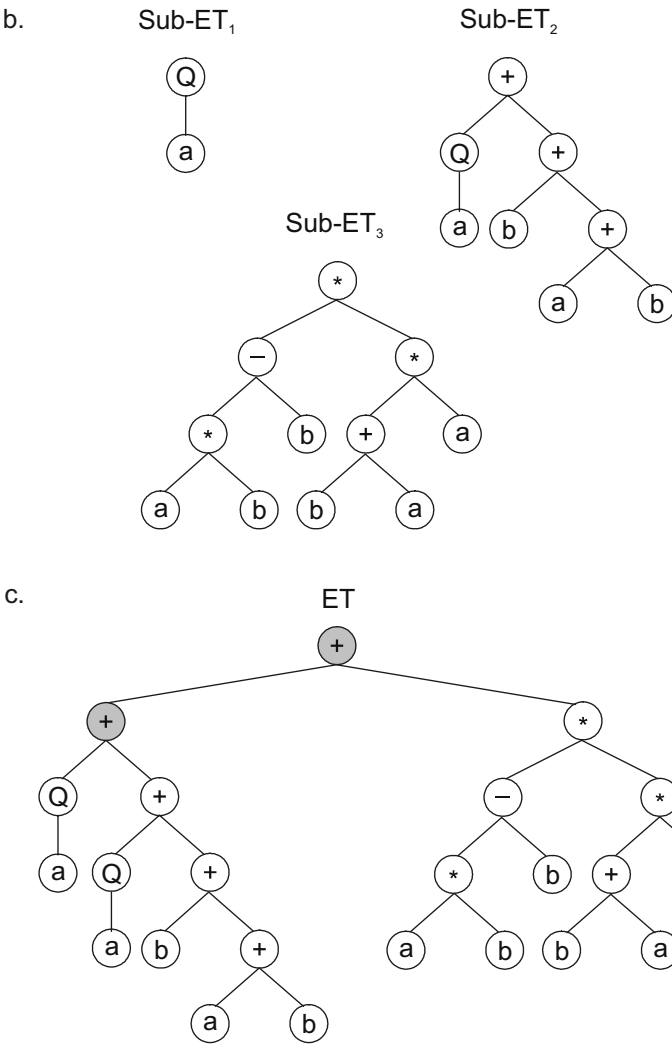 b.
Sub-ET₁
Q
a
Sub-ET₂
+
Q +
a b +
a b
Sub-ET₃
*
− *
* b + a
a b b a
c.
ET
+
+ *
Q + − *
a Q + * b +
a b + a b b a
a b